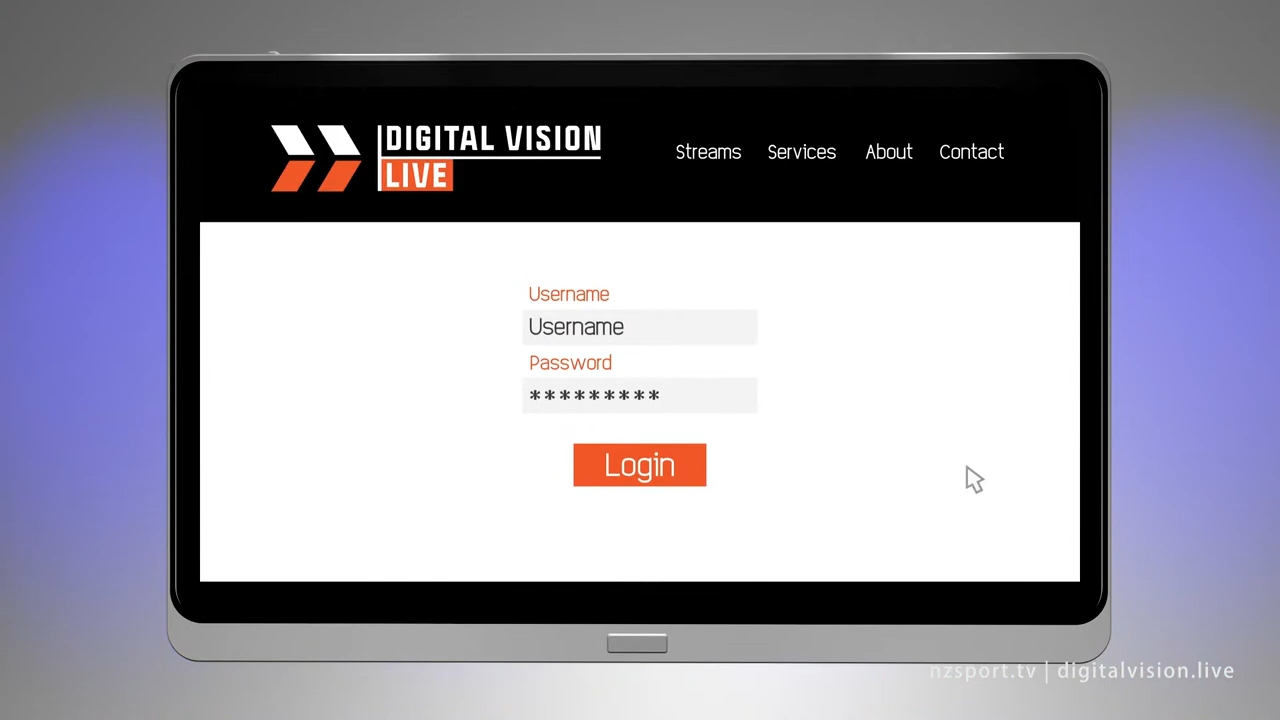 DIGITAL VISION
LIVE
Streams Services About Contact
Username
Username
Password
*********
Login
nzsport.tv | digitalvision.live